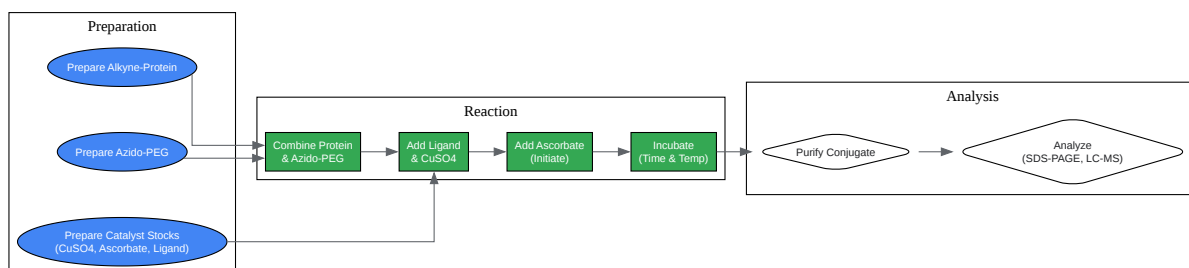 Preparation
Prepare Alkyne-Protein
Prepare Azido-PEG
Prepare Catalyst Stocks
(CuSO4, Ascorbate, Ligand)
Reaction
Combine Protein
& Azido-PEG
Add Ligand
& CuSO4
Add Ascorbate
(Initiate)
Incubate
(Time & Temp)
Analysis
Purify Conjugate
Analyze
(SDS-PAGE, LC-MS)